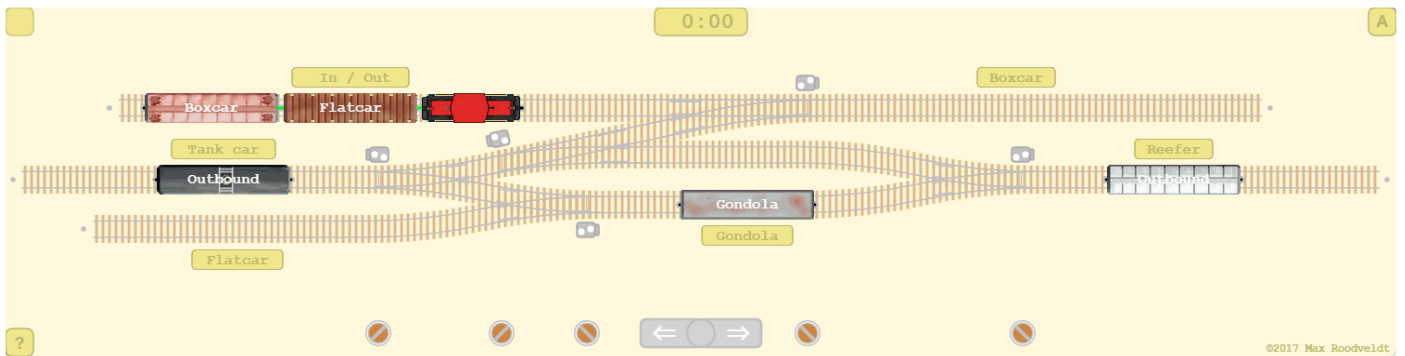 0:00
A
In / Out
Boxcar
Boxcar
Flatcar
Tank car
Reefer
Outbound
Outbound
Gondola
Gondola
Flatcar
⇐ ⇒
?
©2017 Max Roodveldt